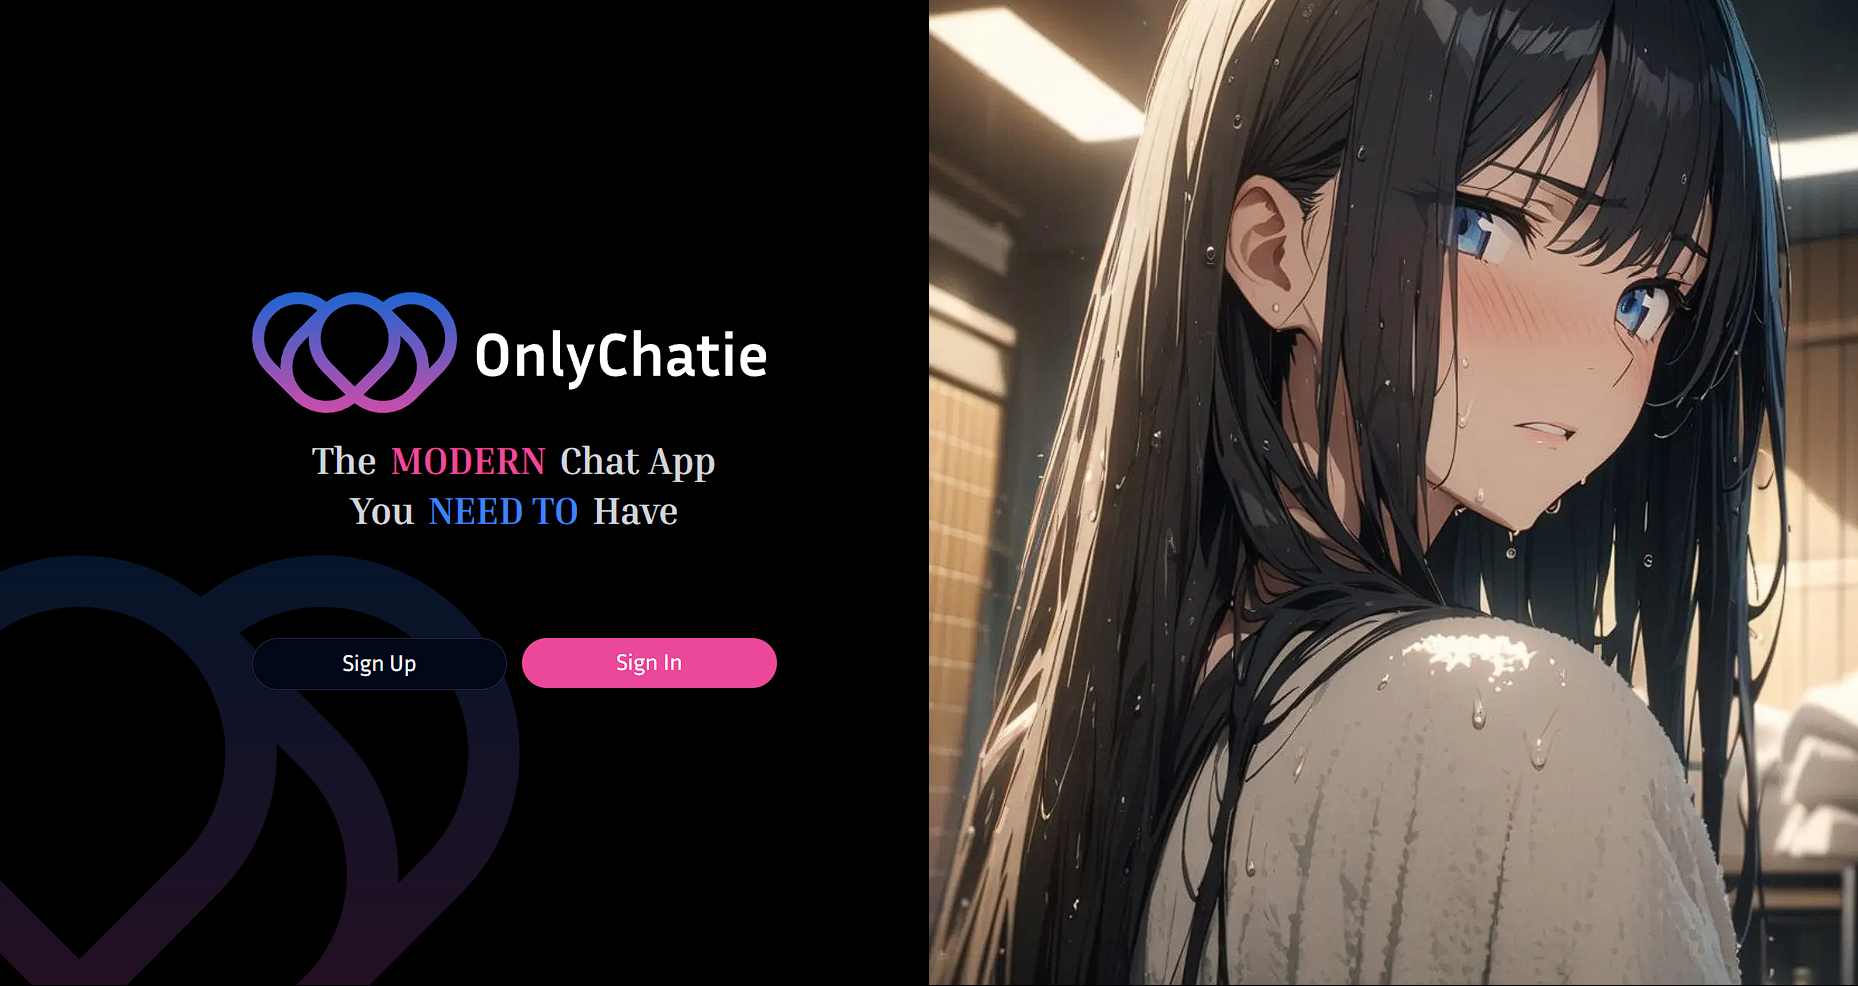 OnlyChatie
The MODERN Chat App
You NEED TO Have
Sign Up
Sign In